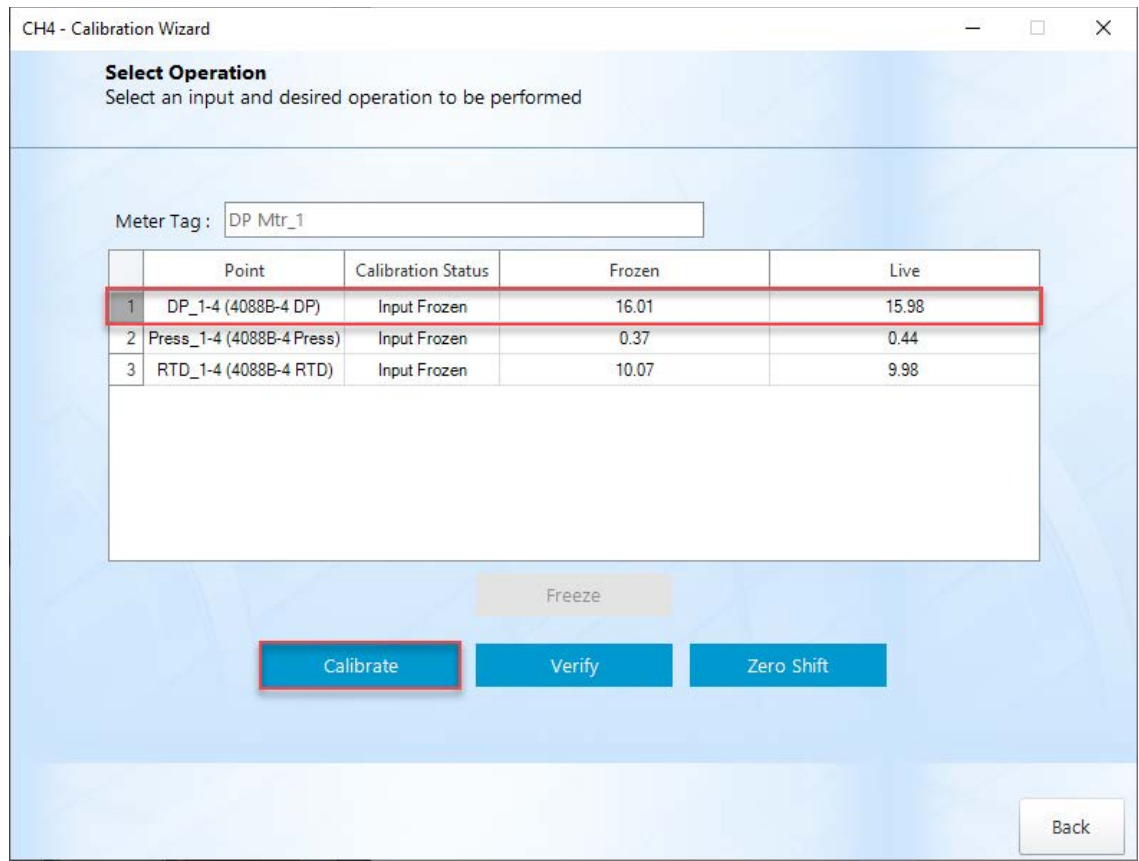 CH4 - Calibration Wizard
Select Operation
Select an input and desired operation to be performed
Meter Tag : DP Mtr_1
Point Calibration Status Frozen Live
1 DP_1-4 (4088B-4 DP) Input Frozen 16.01 15.98
2 Press_1-4 (4088B-4 Press) Input Frozen 0.37 0.44
3 RTD_1-4 (4088B-4 RTD) Input Frozen 10.07 9.98
Freeze
Calibrate Verify Zero Shift
Back